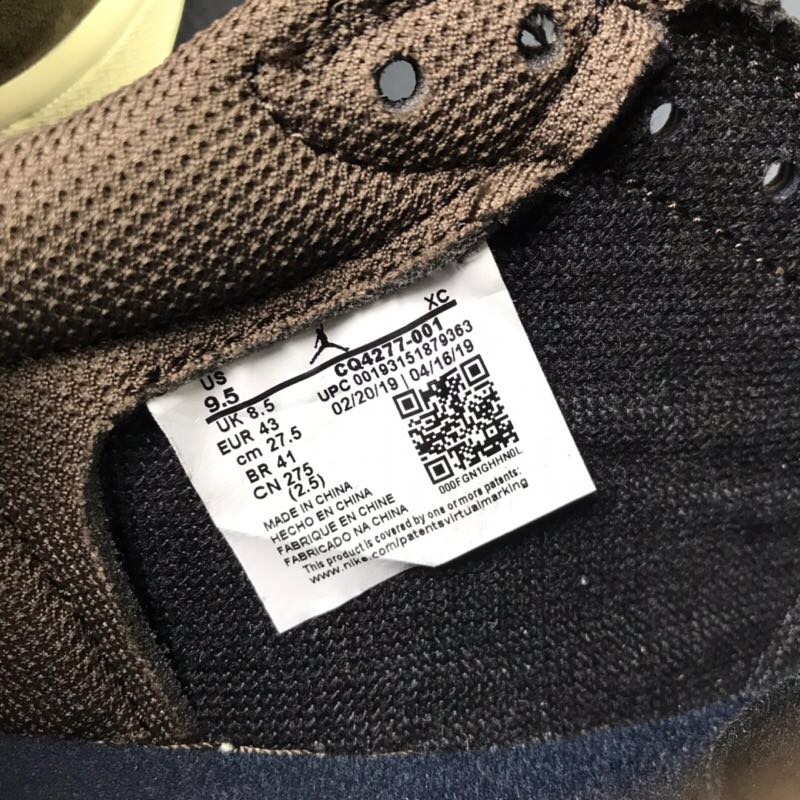 XC
US
9.5
UK 8.5
EUR 43
cm 27.5
BR 41
CN 275
(2.5)
CQ4277-001
UPC 00193151879363
02/20/19 | 04/16/19
000FGN1GHHN0L
MADE IN CHINA
HECHO EN CHINA
FABRIQUE EN CHINE
FABRICADO NA CHINA
This product is covered by one or more patents:
www.nike.com/patentsvirtualmarking